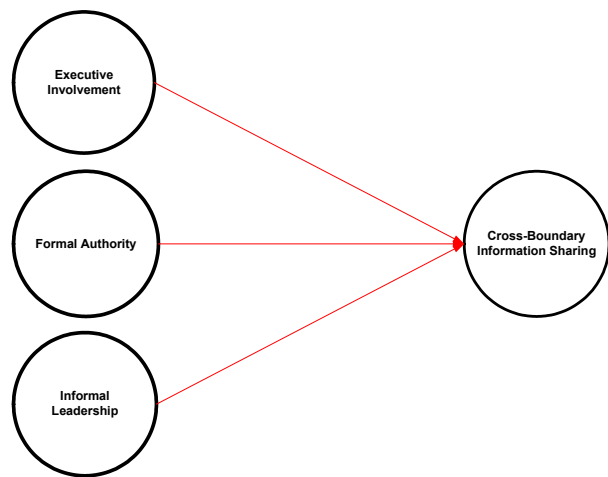 Executive
Involvement
Formal Authority
Cross-Boundary
Information Sharing
Informal
Leadership